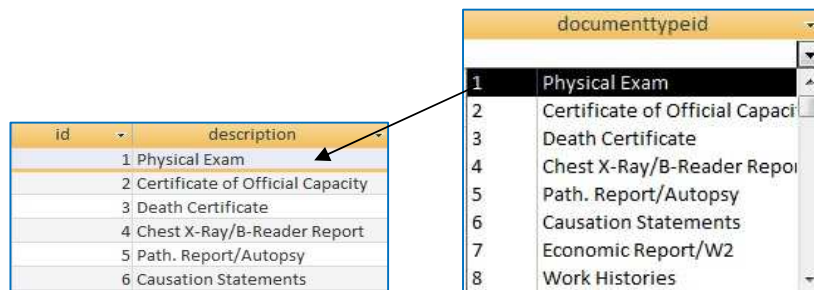 id description
1 Physical Exam
2 Certificate of Official Capacity
3 Death Certificate
4 Chest X-Ray/B-Reader Report
5 Path. Report/Autopsy
6 Causation Statements
documenttypeid
1 Physical Exam
2 Certificate of Official Capaci
3 Death Certificate
4 Chest X-Ray/B-Reader Repo
5 Path. Report/Autopsy
6 Causation Statements
7 Economic Report/W2
8 Work Histories